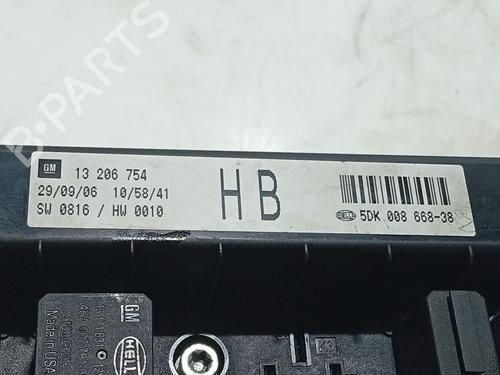 B-PARTS
GM 13 206 754
29/09/06 10/58/41
SW 0816 / HW 0010
HB
HELLA 5DK 008 668-38
GM
HELLA
Made in USA